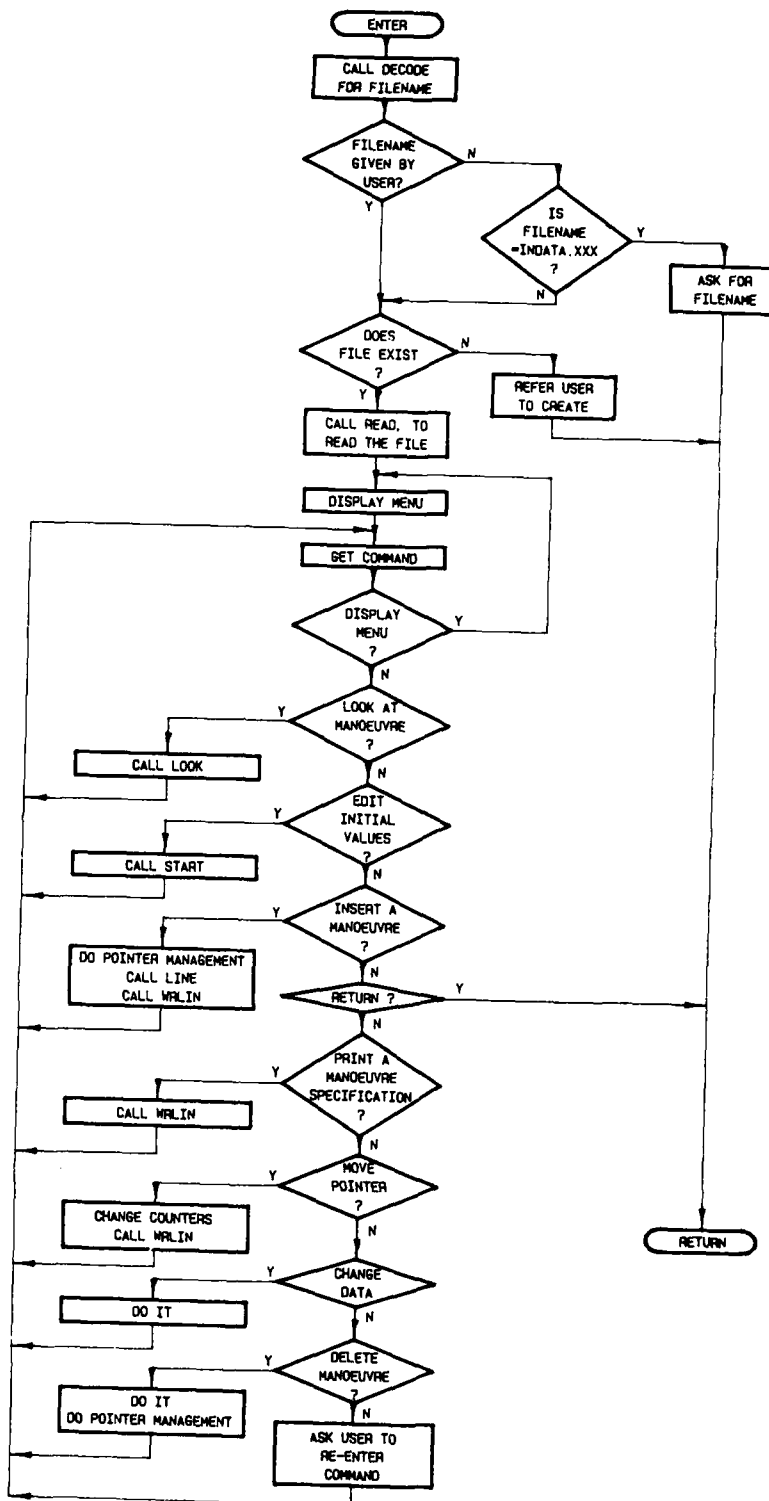 ENTER
CALL DECODE
FOR FILENAME
FILENAME
GIVEN BY
USER?
N
Y
IS
FILENAME
=INDATA.XXX
?
Y
N
ASK FOR
FILENAME
DOES
FILE EXIST
?
N
Y
REFER USER
TO CREATE
CALL READ, TO
READ THE FILE
DISPLAY MENU
GET COMMAND
DISPLAY
MENU
?
Y
N
LOOK AT
MANOEUVRE
?
Y
N
CALL LOOK
EDIT
INITIAL
VALUES
?
Y
N
CALL START
INSERT A
MANOEUVRE
?
Y
N
DO POINTER MANAGEMENT
CALL LINE
CALL WRLIN
RETURN ?
Y
N
PRINT A
MANOEUVRE
SPECIFICATION
?
Y
N
CALL WRLIN
MOVE
POINTER
?
Y
N
CHANGE COUNTERS
CALL WRLIN
RETURN
CHANGE
DATA
Y
N
DO IT
DELETE
MANOEUVRE
?
Y
N
DO IT
DO POINTER MANAGEMENT
ASK USER TO
RE-ENTER
COMMAND